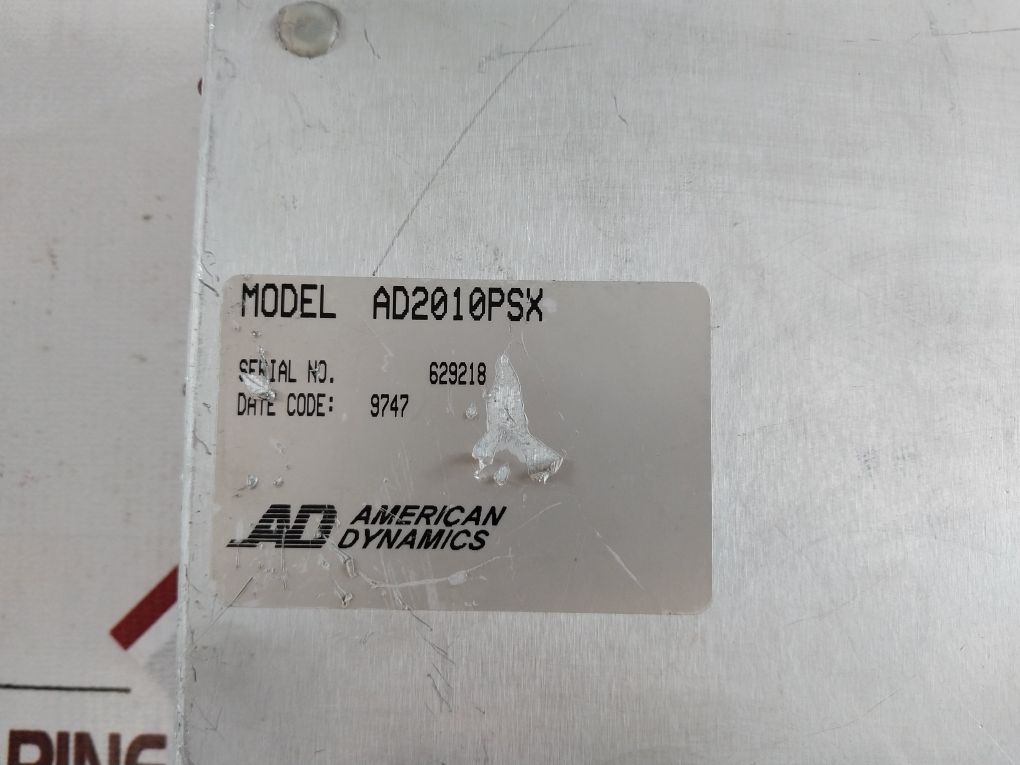 MODEL AD2010PSX
SERIAL NO. 629218
DATE CODE: 9747
AD AMERICAN
DYNAMICS